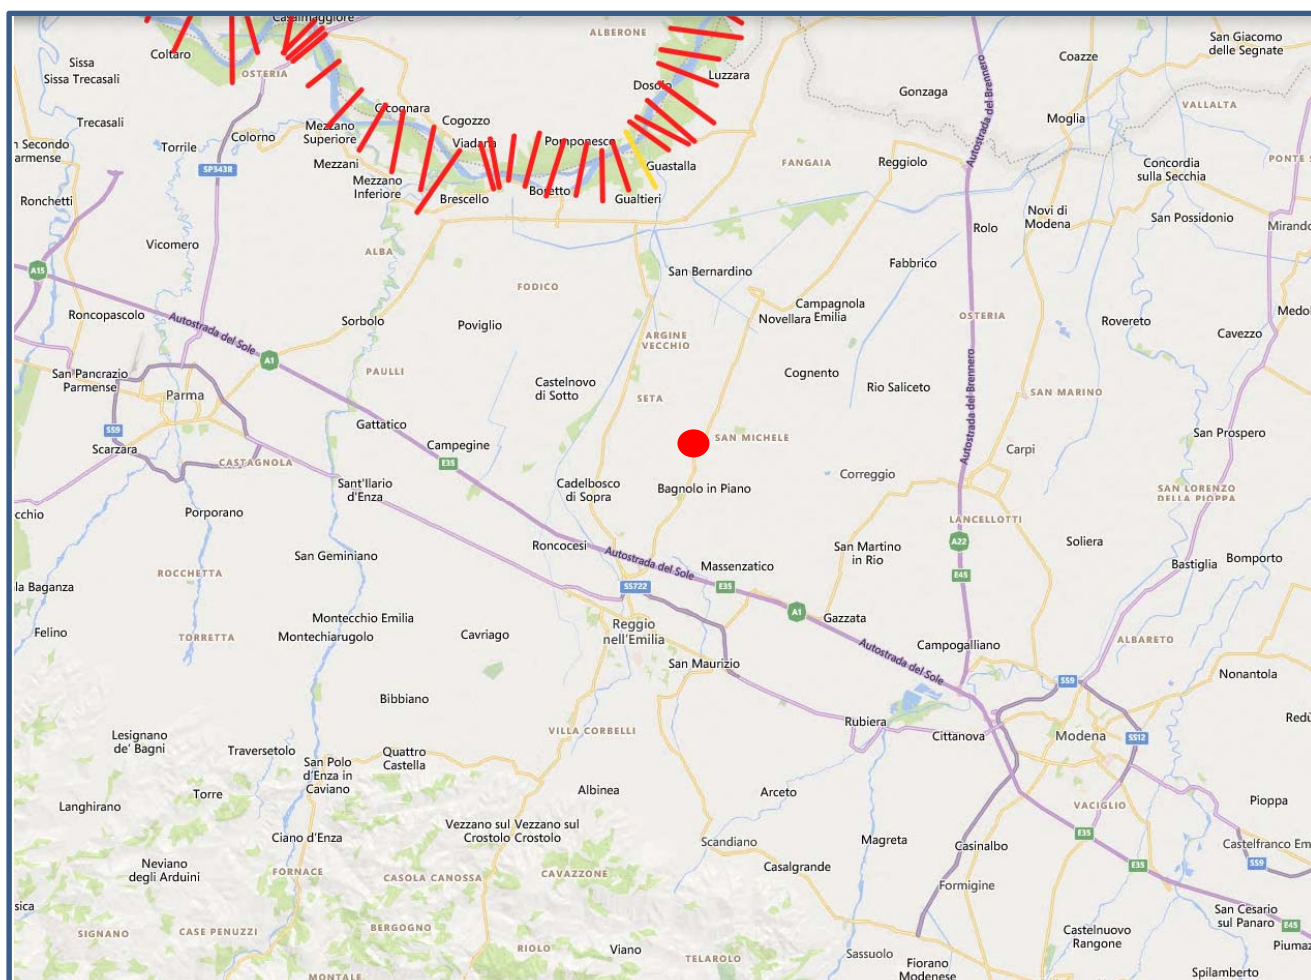 Casalmaggiore
San Giacomo
delle Segnate
ALBERONE
Coltaro
Sissa
Sissa Trecasali
OSTERIA
Coazze
Luzzara
Dosolo
Gonzaga
VALLALTA
Cicognara
Cogozzo
Moglia
Trecasali
Mezzano
Superiore
Colorno
Torrile
Viadana
Pomponesco
Mezzani
Guastalla
FANGAIA
Reggiolo
Autostrada del Brennero
Concordia
sulla Secchia
PONTE S
n Secondo
armense
SP343R
Mezzano
Inferiore
Brescello
Boretto
Gualtieri
Ronchetti
Novi di
Modena
San Possidonio
Mirando
Rolo
Vicomero
ALBA
Fabbrico
San Bernardino
A15
FODICO
Campagnola
Emilia
Novellara
Roncopascolo
Autostrada del Sole
Sorbolo
Poviglio
OSTERIA
Rovereto
Medol
Cavezzo
ARGINE
VECCHIO
A1
San Pancrazio
Parmense
PAULLI
Cognento
Castelnovo
di Sotto
Rio Saliceto
SAN MARINO
Parma
SETA
Autostrada del Brennero
SS9
Gattatico
Campegine
SAN MICHELE
San Prospero
Scarzara
Carpi
CASTAGNOLA
E35
Correggio
Sant'Ilario
d'Enza
Cadelbosco
di Sopra
Bagnolo in Piano
SAN LORENZO
DELLA PIOPPA
cchio
Porporano
LANCELLOTTI
San Geminiano
Roncocesi
Autostrada del Sole
San Martino
in Rio
A22
Soliera
Bomporto
Massenzatico
Bastiglia
ROCCHETTA
E45
la Baganza
SS722
E35
A1
Montecchio Emilia
Gazzata
Felino
TORRETTA
Montechiarugolo
Cavriago
Reggio
nell'Emilia
Autostrada del Sole
Campogalliano
ALBARETO
San Maurizio
SS9
Nonantola
Bibbiano
Rubiera
Redù
Lesignano
de' Bagni
Traversetolo
VILLA CORBELLI
Cittanova
Modena
SS12
San Polo
d'Enza in
Caviano
Quattro
Castella
Torre
Albinea
Arceto
Langhirano
VACIGLIO
Pioppa
Ciano d'Enza
Vezzano sul
Crostolo
Vezzano sul
Crostolo
Scandiano
Magreta
Casinalbo
E35
Castelfranco Em
Neviano
degli Arduini
FORNACE
CASOLA CANOSSA
CAVAZZONE
Casalgrande
E35
SS9
Formigine
sica
SIGNANO
CASE PENUZZI
BERGOGNO
RIOLO
Viano
TELAROLO
Sassuolo
Fiorano
Modenese
Castelnuovo
Rangone
San Cesario
sul Panaro
E45
Piumaz
MONTALE
Spilamberto